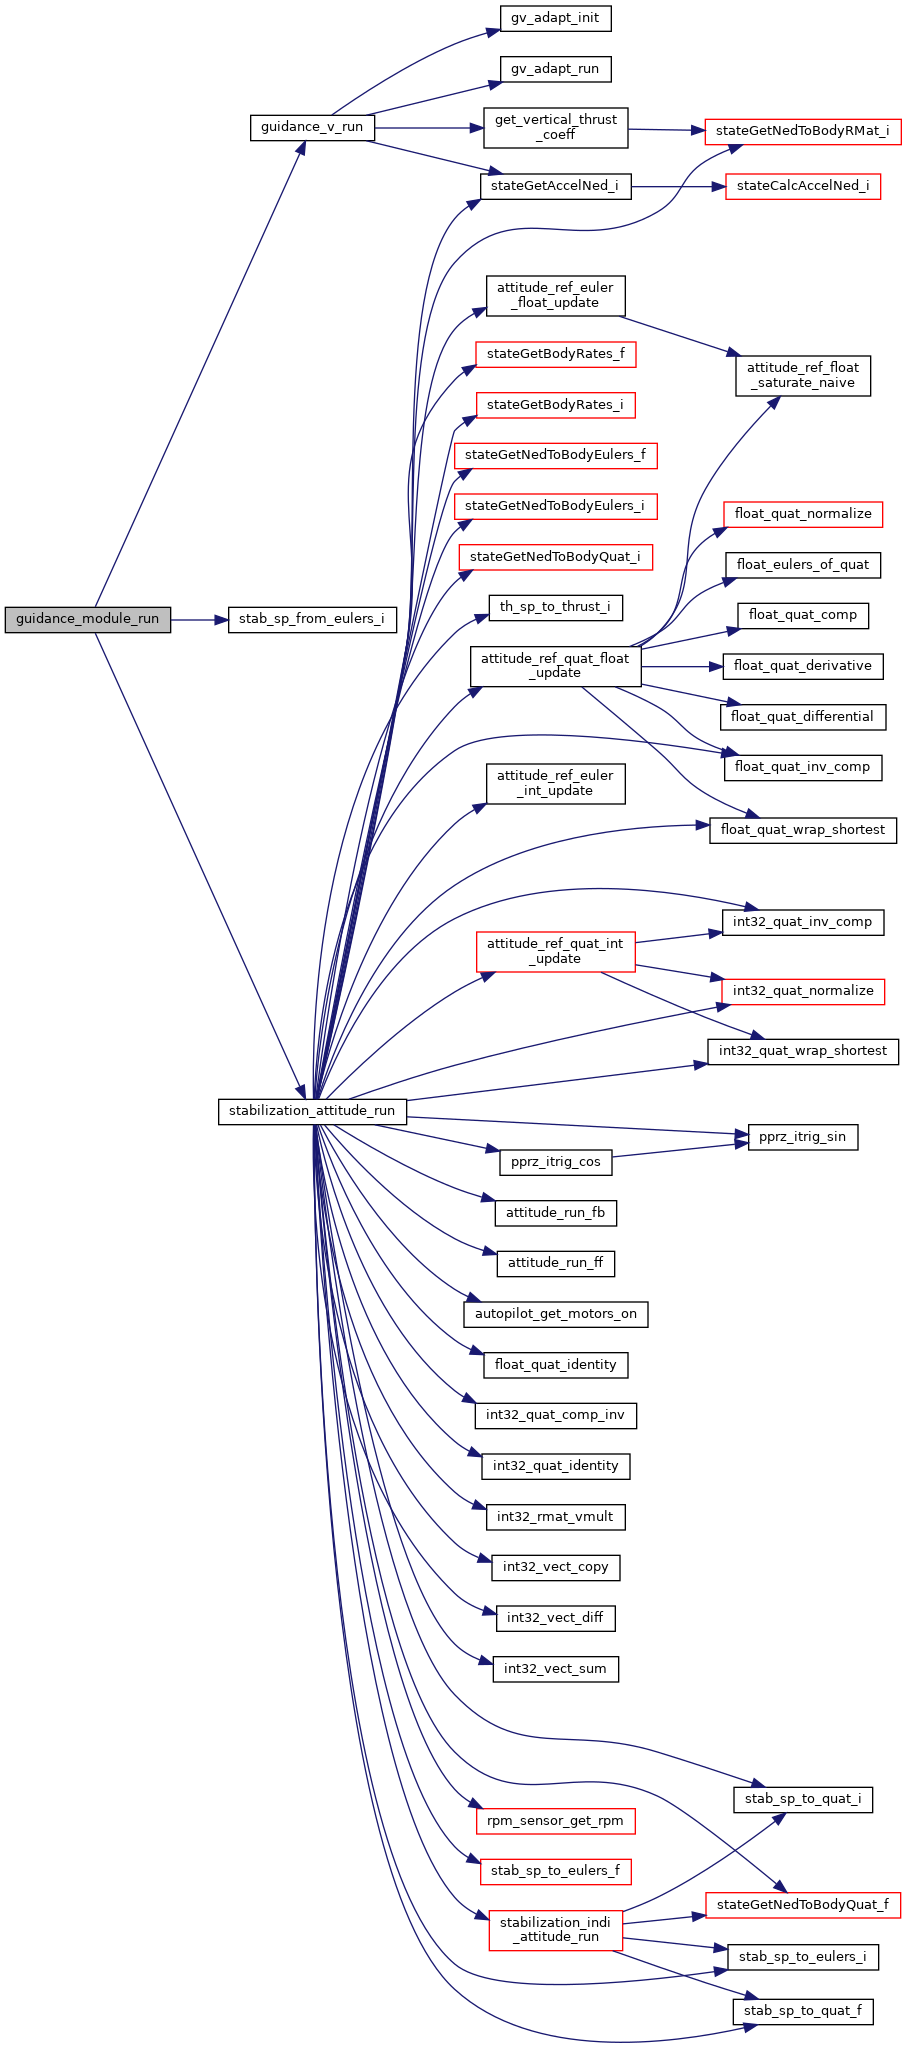 gv_adapt_init
gv_adapt_run
guidance_v_run
get_vertical_thrust
_coeff
stateGetNedToBodyRMat_i
stateGetAccelNed_i
stateCalcAccelNed_i
attitude_ref_euler
_float_update
stateGetBodyRates_f
attitude_ref_float
_saturate_naive
stateGetBodyRates_i
stateGetNedToBodyEulers_f
stateGetNedToBodyEulers_i
float_quat_normalize
stateGetNedToBodyQuat_i
float_eulers_of_quat
guidance_module_run
stab_sp_from_eulers_i
th_sp_to_thrust_i
float_quat_comp
attitude_ref_quat_float
_update
float_quat_derivative
float_quat_differential
float_quat_inv_comp
attitude_ref_euler
_int_update
float_quat_wrap_shortest
int32_quat_inv_comp
attitude_ref_quat_int
_update
int32_quat_normalize
int32_quat_wrap_shortest
stabilization_attitude_run
pprz_itrig_sin
pprz_itrig_cos
attitude_run_fb
attitude_run_ff
autopilot_get_motors_on
float_quat_identity
int32_quat_comp_inv
int32_quat_identity
int32_rmat_vmult
int32_vect_copy
int32_vect_diff
int32_vect_sum
stab_sp_to_quat_i
rpm_sensor_get_rpm
stab_sp_to_eulers_f
stateGetNedToBodyQuat_f
stabilization_indi
_attitude_run
stab_sp_to_eulers_i
stab_sp_to_quat_f